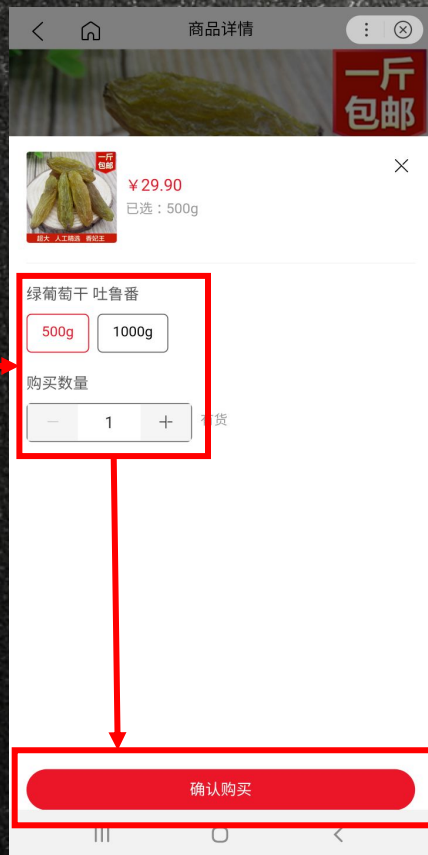 商品详情
一斤
包邮
一斤
包邮
超大 人工精选 香妃王
￥29.90
已选：500g
绿葡萄干 吐鲁番
500g 1000g
购买数量
1
有货
确认购买